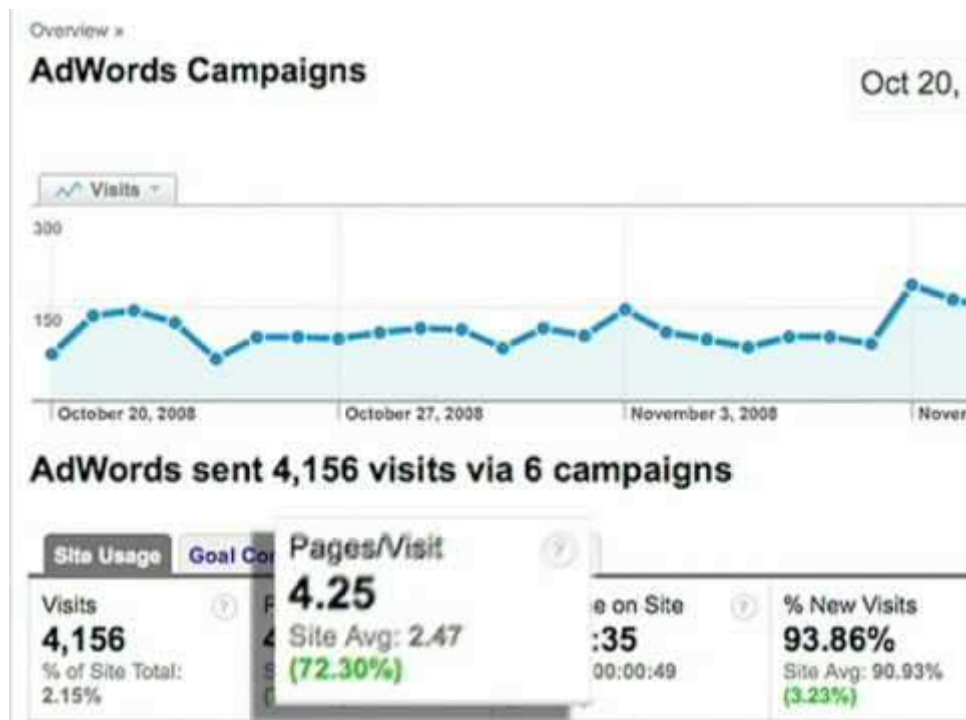 Overview »
AdWords Campaigns
Oct 20,
Visits
300
150
October 20, 2008
October 27, 2008
November 3, 2008
AdWords sent 4,156 visits via 6 campaigns
Site Usage
Goal
Pages/Visit
4.25
Site Avg: 2.47
(72.30%)
Visits
4,156
% of Site Total:
2.15%
e on Site
:35
00:00:49
% New Visits
93.86%
Site Avg: 90.93%
(3.23%)